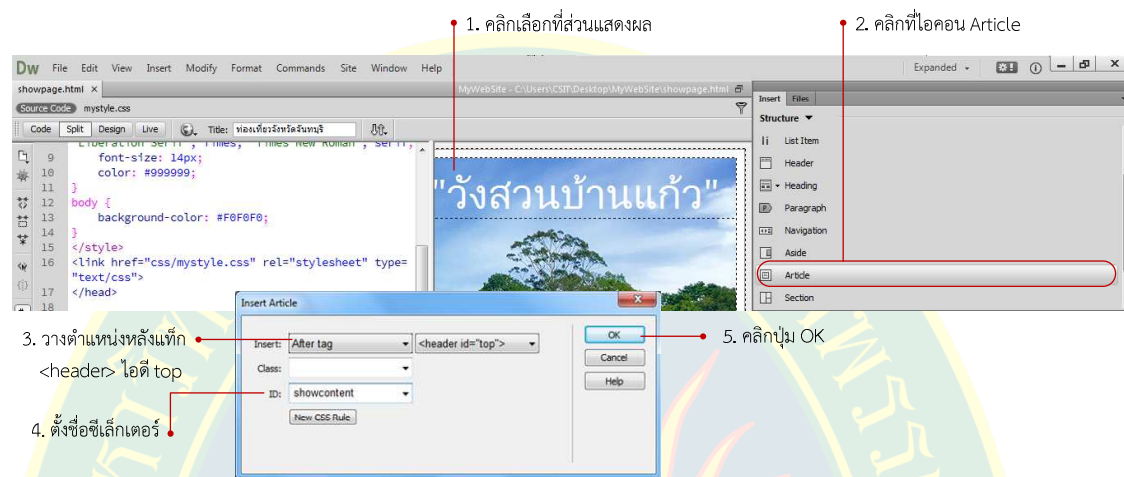 1. คลิกเลือกที่ส่วนแสดงผล
2. คลิกที่ไอคอน Article
Dw File Edit View Insert Modify Format Commands Site Window Help
Expanded
showpage.html ×
MyWebSite - C:\Users\CSIT\Desktop\MyWebSite\showpage.html
Source Code mystyle.css
Code Split Design Live Title: ท่องเที่ยวจังหวัดจันทบุรี
"Liberation Serif", Times, "Times New Roman", serif;
9 font-size: 14px;
10 color: #999999;
11 }
12 body {
13 background-color: #F0F0F0;
14 }
15 </style>
16 <link href="css/mystyle.css" rel="stylesheet" type=
"text/css">
17 </head>
18
"วังสวนบ้านแก้ว"
Insert Files
Structure
List Item
Header
Heading
Paragraph
Navigation
Aside
Article
Section
Insert Article
Insert: After tag <header id="top">
Class:
ID: showcontent
New CSS Rule
OK
Cancel
Help
3. วางตำแหน่งหลังแท็ก
<header> ไอดี top
4. ตั้งชื่อซีเล็กเตอร์
5. คลิกปุ่ม OK